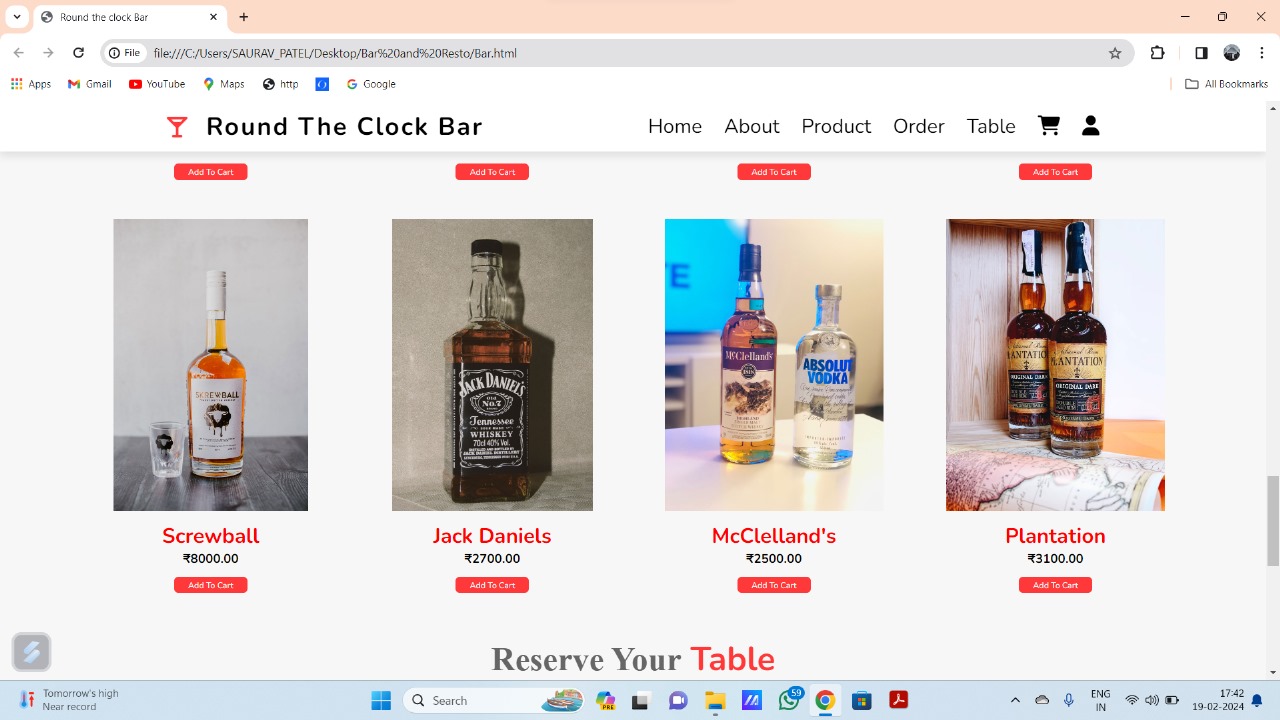 Round the clock Bar
File
file:///C:/Users/SAURAV_PATEL/Desktop/Bar%20and%20Resto/Bar.html
Apps
Gmail
YouTube
Maps
http
Google
All Bookmarks
Round The Clock Bar
Home
About
Product
Order
Table
Add To Cart
Add To Cart
Add To Cart
Add To Cart
SKREWBALL
JACK DANIEL'S
OLD
No.7
Tennessee
WHISKEY
70cl 40% Vol.
McClelland's
ABSOLUT
VODKA
PLANTATION
ORIGINAL DARK
PLANTATION
ORIGINAL DARK
Screwball
Jack Daniels
McClelland's
Plantation
₹8000.00
₹2700.00
₹2500.00
₹3100.00
Add To Cart
Add To Cart
Add To Cart
Add To Cart
Reserve Your Table
Tomorrow's high
Near record
Search
PRE
59
ENG
IN
17:42
19-02-2024